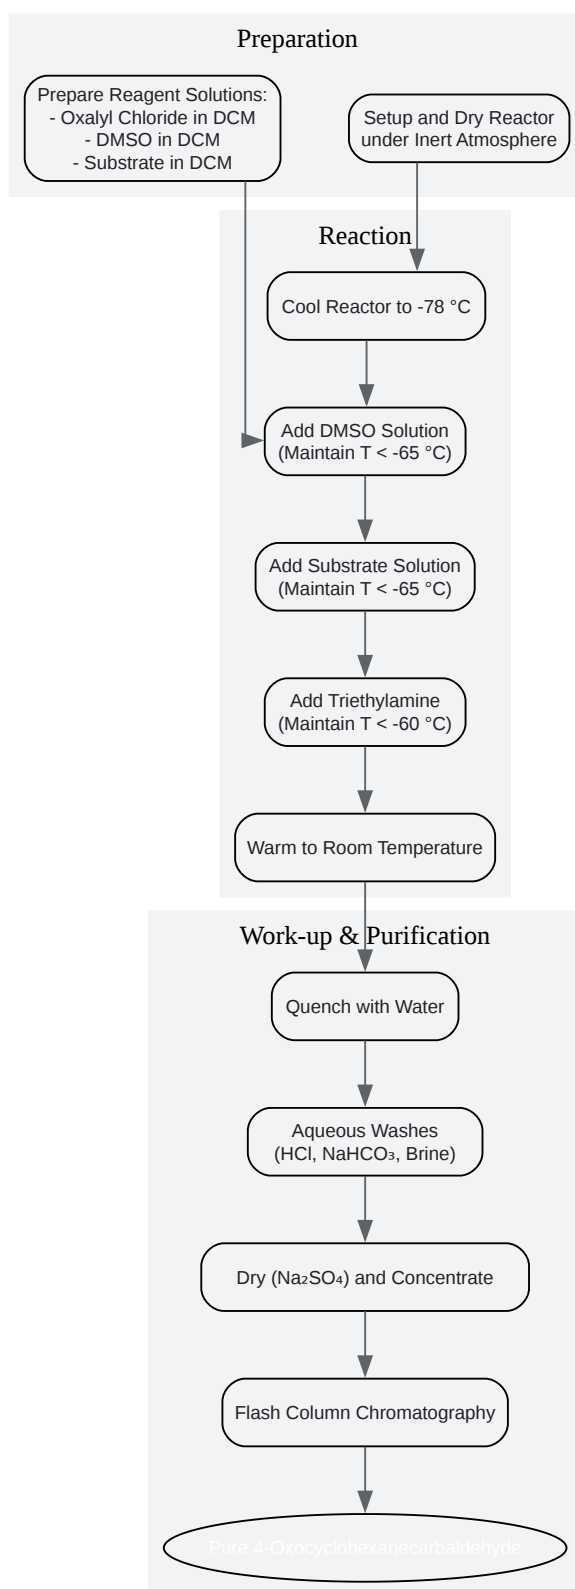 Preparation
Prepare Reagent Solutions:
- Oxalyl Chloride in DCM
- DMSO in DCM
- Substrate in DCM
Setup and Dry Reactor
under Inert Atmosphere
Reaction
Cool Reactor to -78 °C
Add DMSO Solution
(Maintain T < -65 °C)
Add Substrate Solution
(Maintain T < -65 °C)
Add Triethylamine
(Maintain T < -60 °C)
Warm to Room Temperature
Work-up & Purification
Quench with Water
Aqueous Washes
(HCl, NaHCO₃, Brine)
Dry (Na₂SO₄) and Concentrate
Flash Column Chromatography
Pure 4-Oxocyclohexanecarbaldehyde